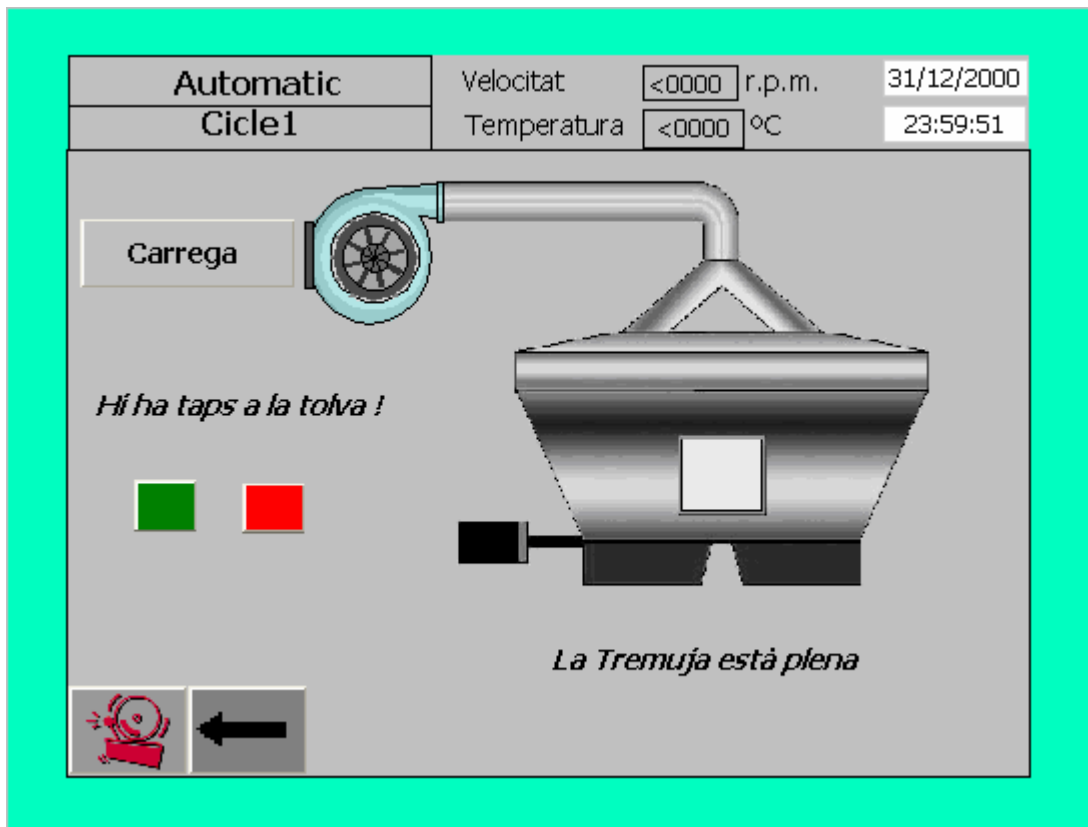 Automatic
Cicle1
Velocitat <0000 r.p.m.
Temperatura <0000 ºC
31/12/2000
23:59:51
Carrega
Hi ha taps a la tolva !
La Tremuja està plena